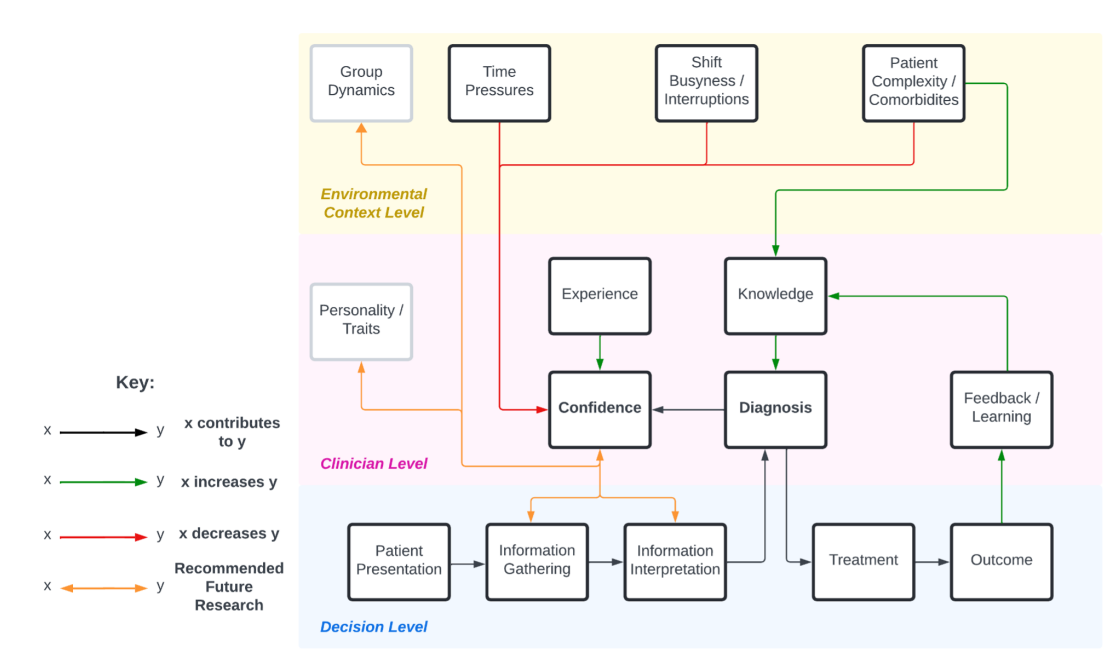 Group
Dynamics
Time
Pressures
Shift
Busyness /
Interruptions
Patient
Complexity /
Comorbidites
Environmental
Context Level
Personality /
Traits
Experience
Knowledge
Confidence
Diagnosis
Feedback /
Learning
Clinician Level
Patient
Presentation
Information
Gathering
Information
Interpretation
Treatment
Outcome
Decision Level
Key:
x y x contributes
to y
x y x increases y
x y x decreases y
x y Recommended
Future
Research